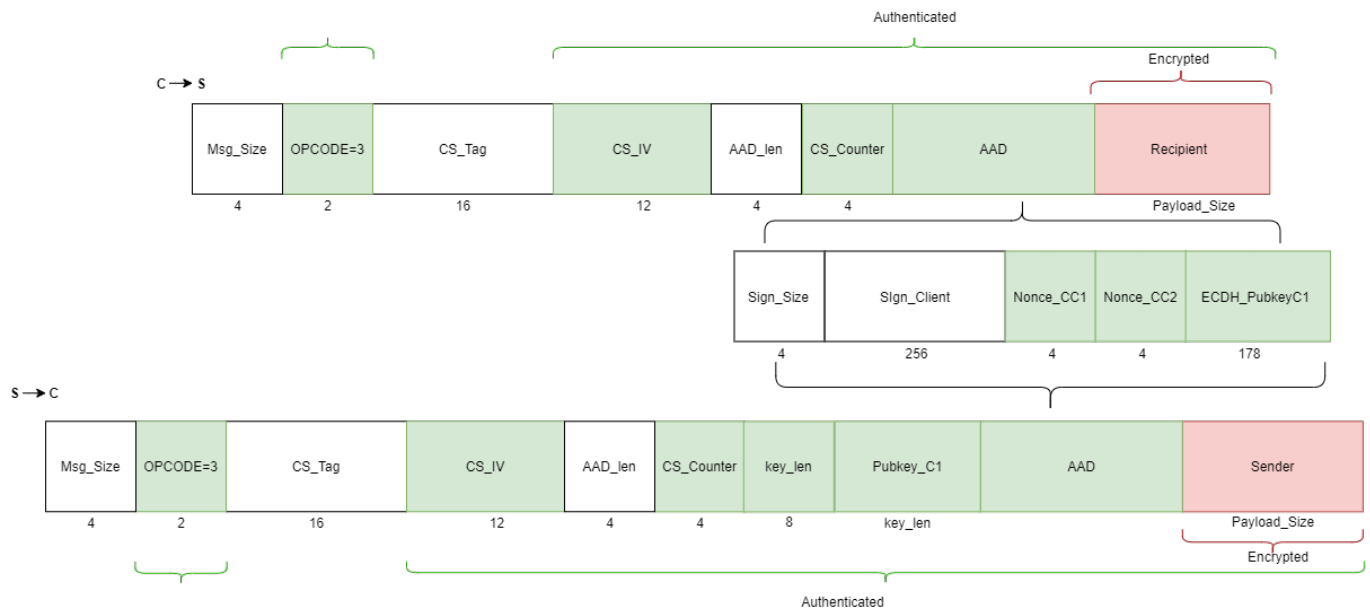 Authenticated
Encrypted
C → S
Msg_Size
OPCODE=3
CS_Tag
CS_IV
AAD_len
CS_Counter
AAD
Recipient
4
2
16
12
4
4
Payload_Size
Sign_Size
SIgn_Client
Nonce_CC1
Nonce_CC2
ECDH_PubkeyC1
4
256
4
4
178
S → C
Msg_Size
OPCODE=3
CS_Tag
CS_IV
AAD_len
CS_Counter
key_len
Pubkey_C1
AAD
Sender
4
2
16
12
4
4
8
key_len
Payload_Size
Encrypted
Authenticated